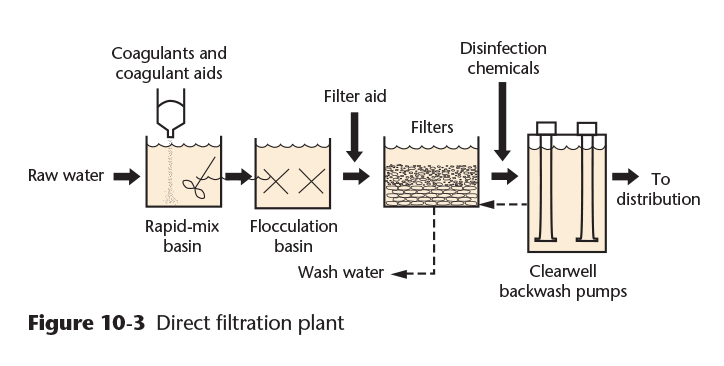 Coagulants and
coagulant aids
Filter aid
Disinfection
chemicals
Filters
Raw water
To
distribution
Rapid-mix
basin
Flocculation
basin
Wash water
Clearwell
backwash pumps
Figure 10-3 Direct filtration plant